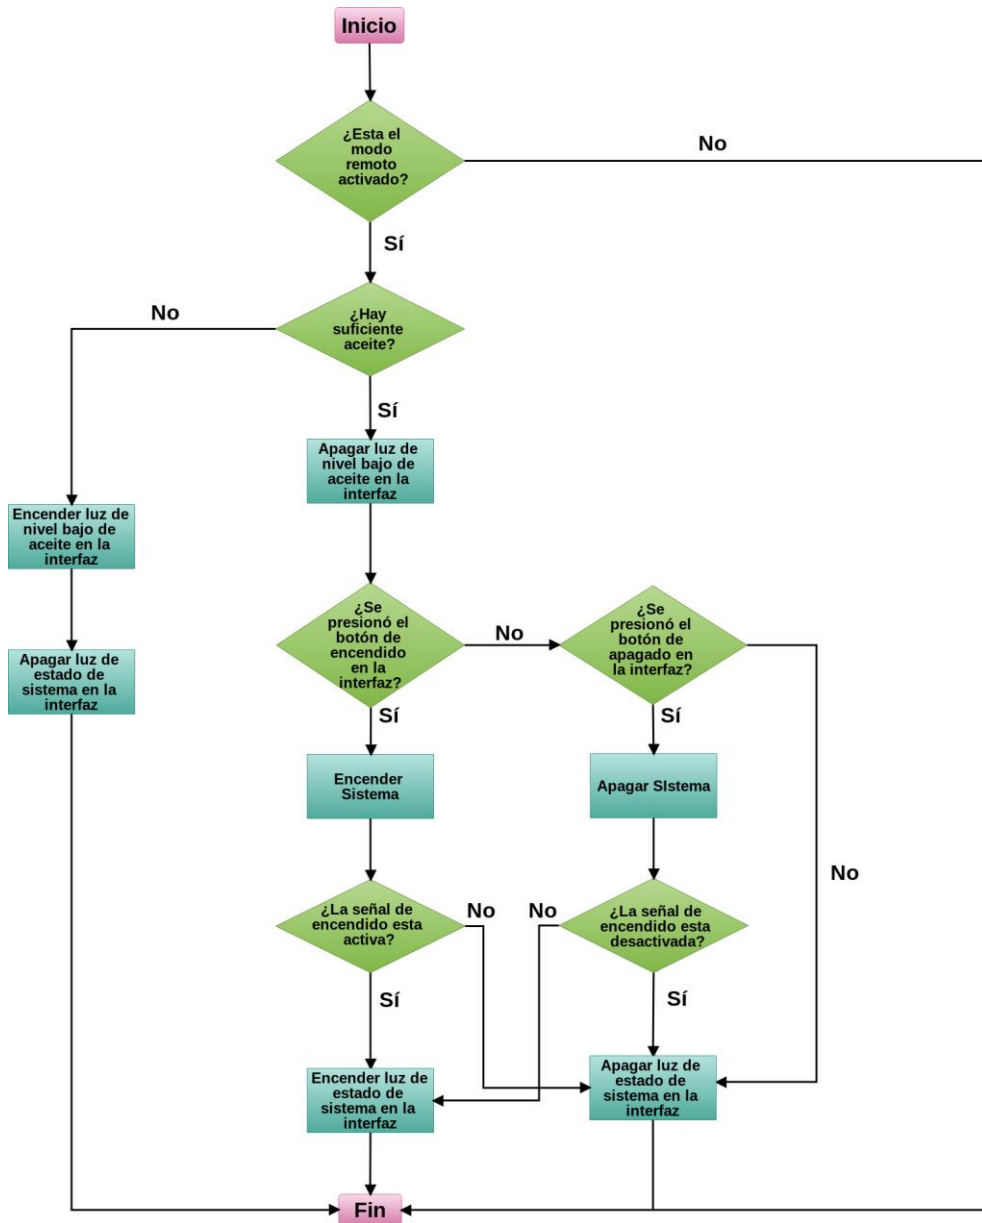 Inicio
¿Esta el
modo
remoto
activado?
No
Sí
No
¿Hay
suficiente
aceite?
Sí
Apagar luz de
nivel bajo de
aceite en la
interfaz
Encender luz de
nivel bajo de
aceite en la
interfaz
¿Se
presionó el
botón de
encendido
en la
interfaz?
No
¿Se
presionó el
botón de
apagado en
la interfaz?
Apagar luz de
estado de
sistema en la
interfaz
Sí
Sí
Encender
Sistema
Apagar SIstema
No
¿La señal de
encendido esta
activa?
No
No
¿La señal de
encendido esta
desactivada?
Sí
Sí
Encender luz de
estado de
sistema en la
interfaz
Apagar luz de
estado de
sistema en la
interfaz
Fin